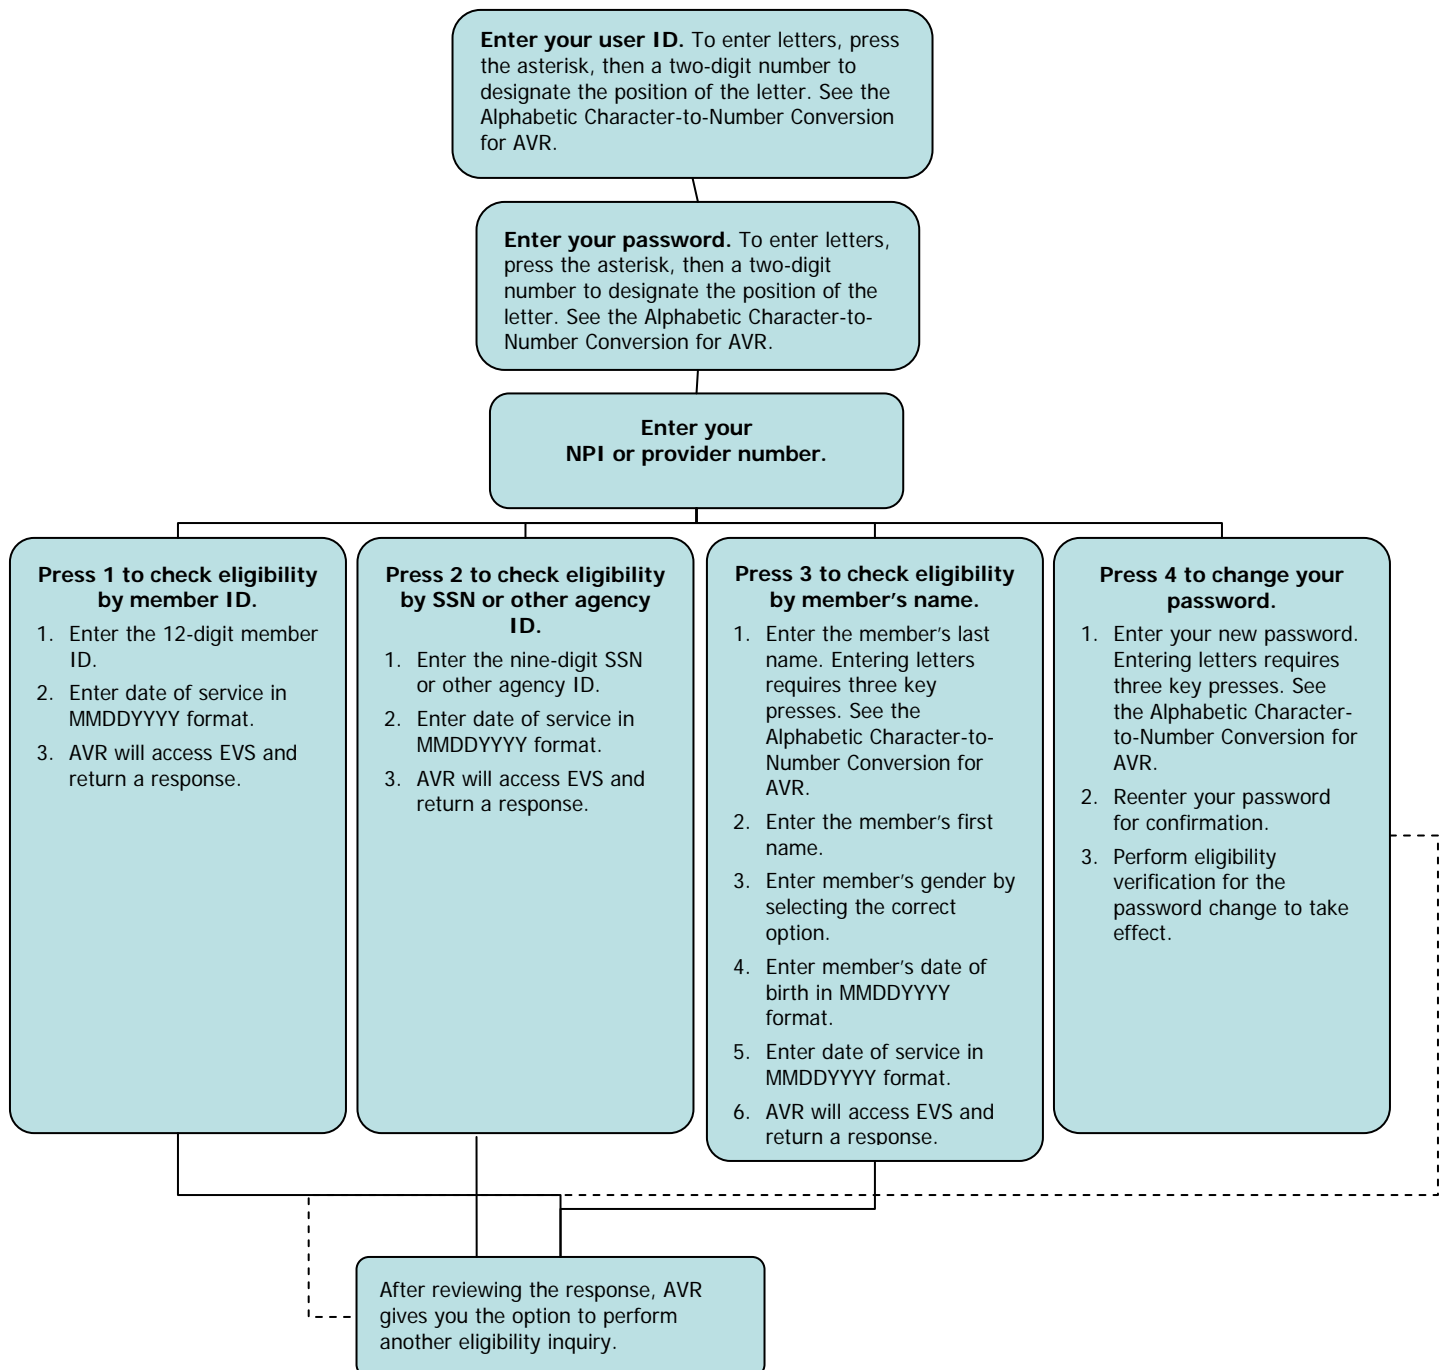 Enter your user ID. To enter letters, press
the asterisk, then a two-digit number to
designate the position of the letter. See the
Alphabetic Character-to-Number Conversion
for AVR.
Enter your password. To enter letters,
press the asterisk, then a two-digit
number to designate the position of the
letter. See the Alphabetic Character-to-
Number Conversion for AVR.
Enter your
NPI or provider number.
Press 1 to check eligibility
by member ID.
1. Enter the 12-digit member
ID.
2. Enter date of service in
MMDDYYYY format.
3. AVR will access EVS and
return a response.
Press 2 to check eligibility
by SSN or other agency
ID.
1. Enter the nine-digit SSN
or other agency ID.
2. Enter date of service in
MMDDYYYY format.
3. AVR will access EVS and
return a response.
Press 3 to check eligibility
by member's name.
1. Enter the member's last
name. Entering letters
requires three key
presses. See the
Alphabetic Character-to-
Number Conversion for
AVR.
2. Enter the member's first
name.
3. Enter member's gender by
selecting the correct
option.
4. Enter member's date of
birth in MMDDYYYY
format.
5. Enter date of service in
MMDDYYYY format.
6. AVR will access EVS and
return a response.
Press 4 to change your
password.
1. Enter your new password.
Entering letters requires
three key presses. See
the Alphabetic Character-
to-Number Conversion for
AVR.
2. Reenter your password
for confirmation.
3. Perform eligibility
verification for the
password change to take
effect.
After reviewing the response, AVR
gives you the option to perform
another eligibility inquiry.